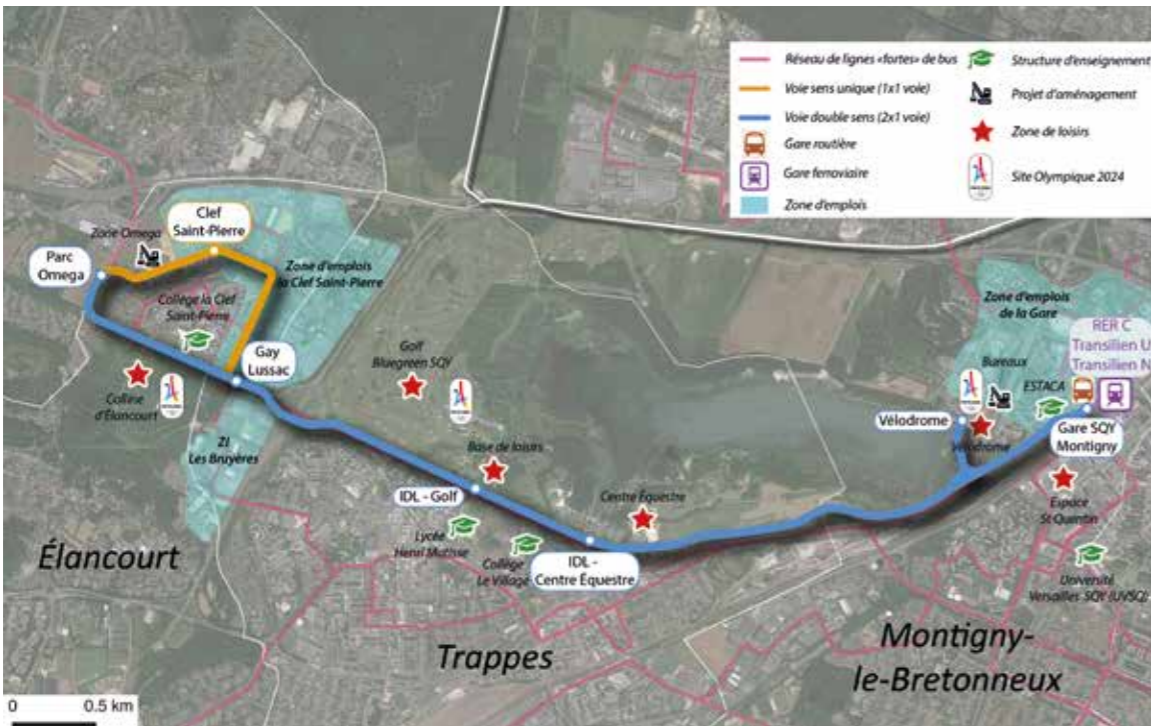 Réseau de lignes «fortes» de bus
Voie sens unique (1x1 voie)
Voie double sens (2x1 voie)
Gare routière
Gare ferroviaire
Zone d'emplois
Structure d'enseignement
Projet d'aménagement
Zone de loisirs
Site Olympique 2024
Clef
Saint-Pierre
Zone Omega
Parc
Omega
Zone d'emplois
la Clef Saint-Pierre
Collège la Clef
Saint-Pierre
Gay
Lussac
Colline
d'Élancourt
ZI
Les Bruyères
Golf
Bluegreen SQY
Base de loisirs
IDL - Golf
Centre Équestre
Lycée
Henri Matisse
Collège
Le Village
IDL -
Centre Équestre
Zone d'emplois
de la Gare
RER C
Transilien U
Transilien N
Bureaux
ESTACA
Vélodrome
Vélodrome
Gare SQY
Montigny
Espace
St Quentin
Université
Versailles SQY (UVSQ)
Élancourt
Trappes
Montigny-
le-Bretonneux
0 0.5 km